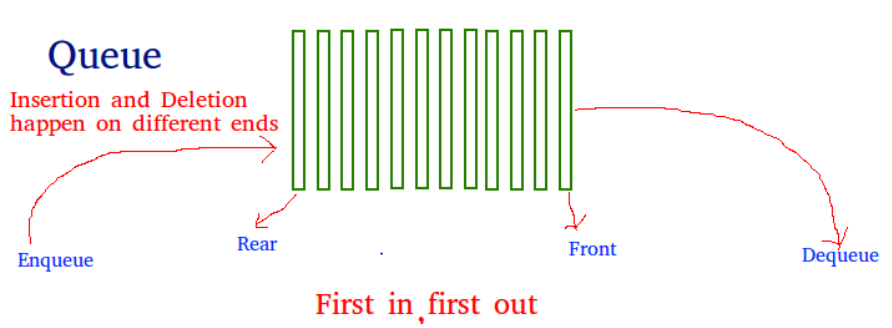 Queue
Insertion and Deletion
happen on different ends
Enqueue
Rear
Front
Dequeue
First in,first out